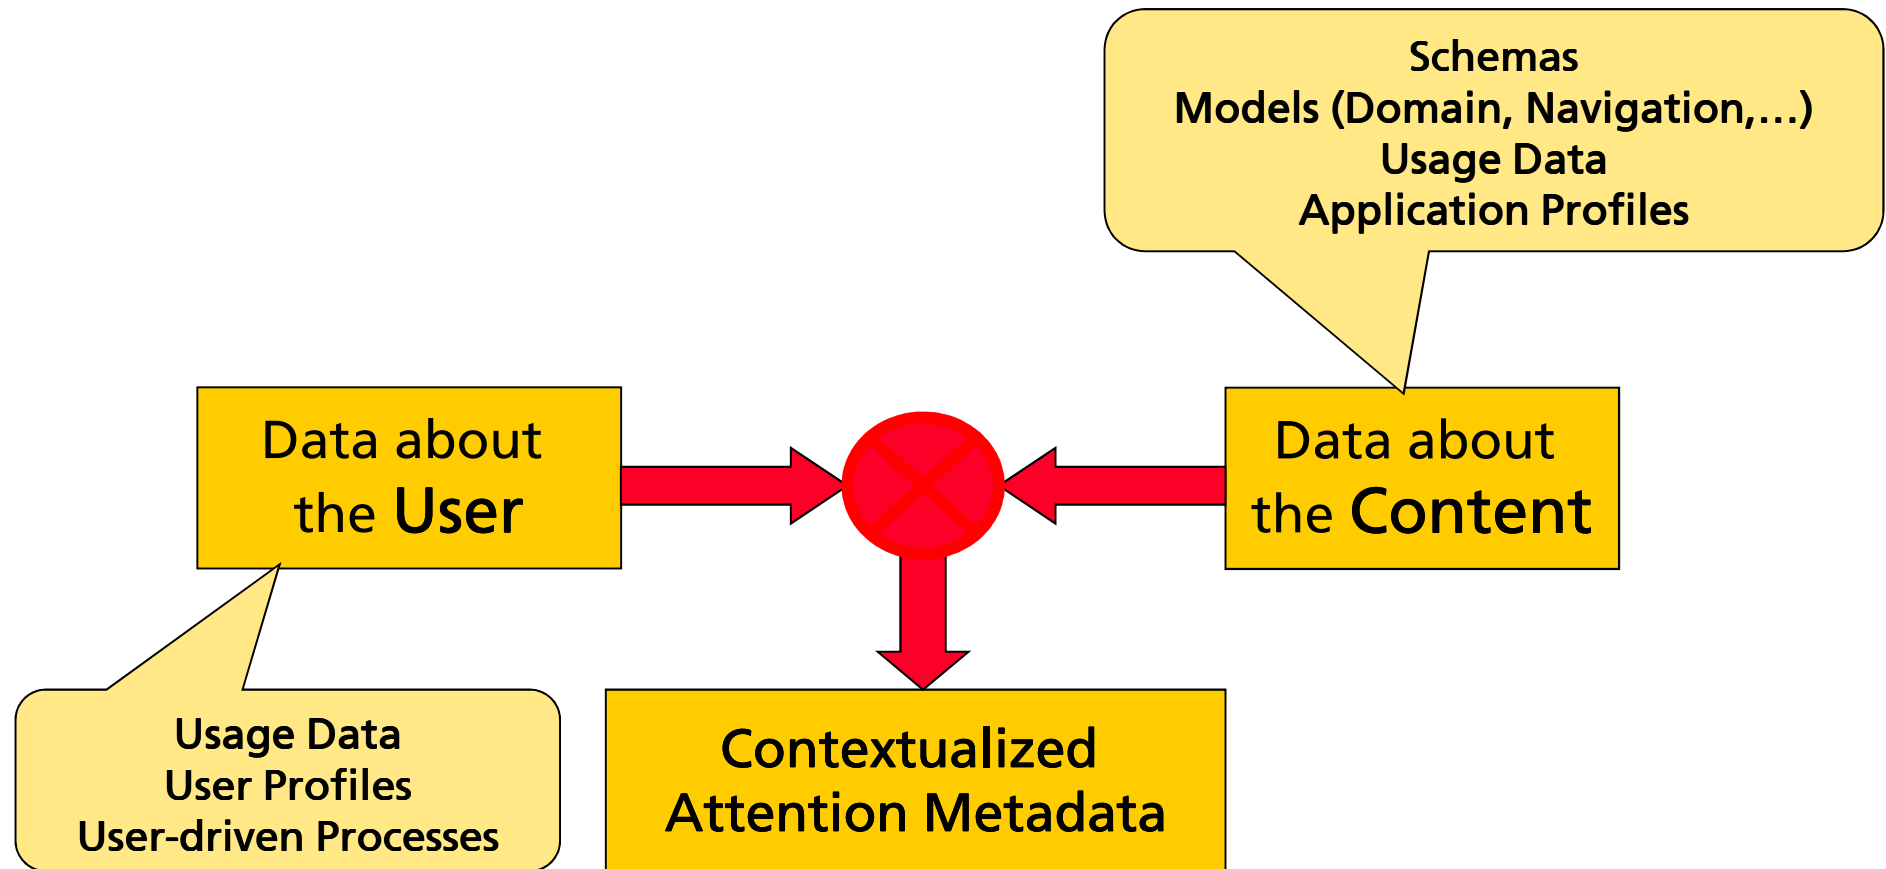 Schemas
Models (Domain, Navigation,...)
Usage Data
Application Profiles
Data about
the User
Data about
the Content
Usage Data
User Profiles
User-driven Processes
Contextualized
Attention Metadata